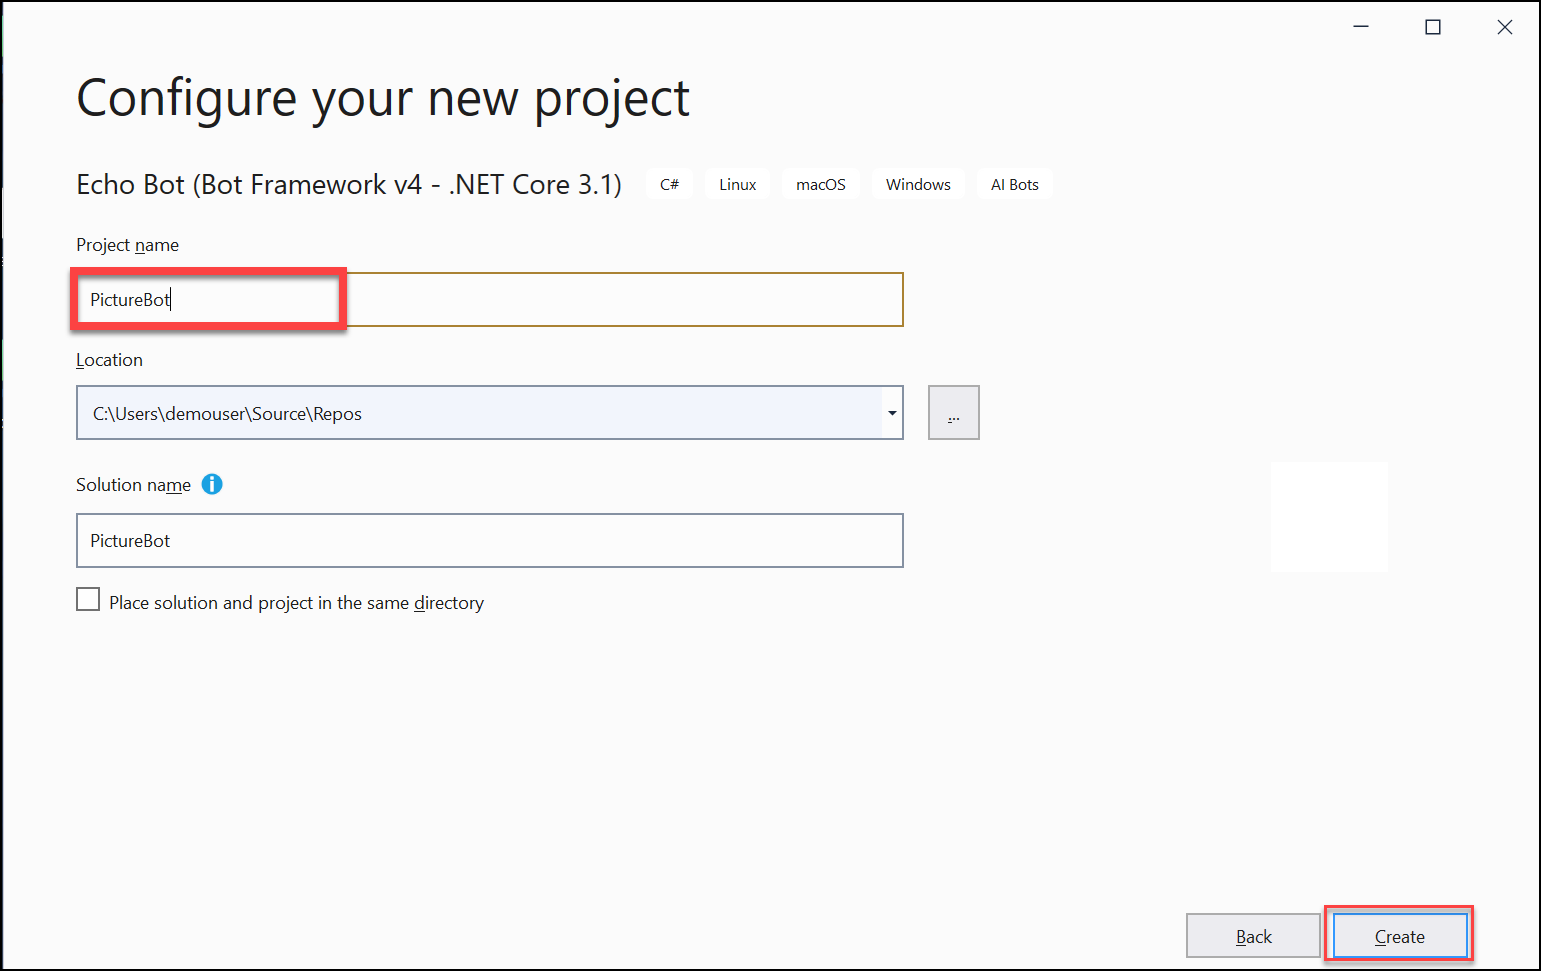 Configure your new project
Echo Bot (Bot Framework v4 - .NET Core 3.1) C# Linux macOS Windows AI Bots
Project name
PictureBot
Location
C:\Users\demouser\Source\Repos
...
Solution name
PictureBot
Place solution and project in the same directory
Back Create